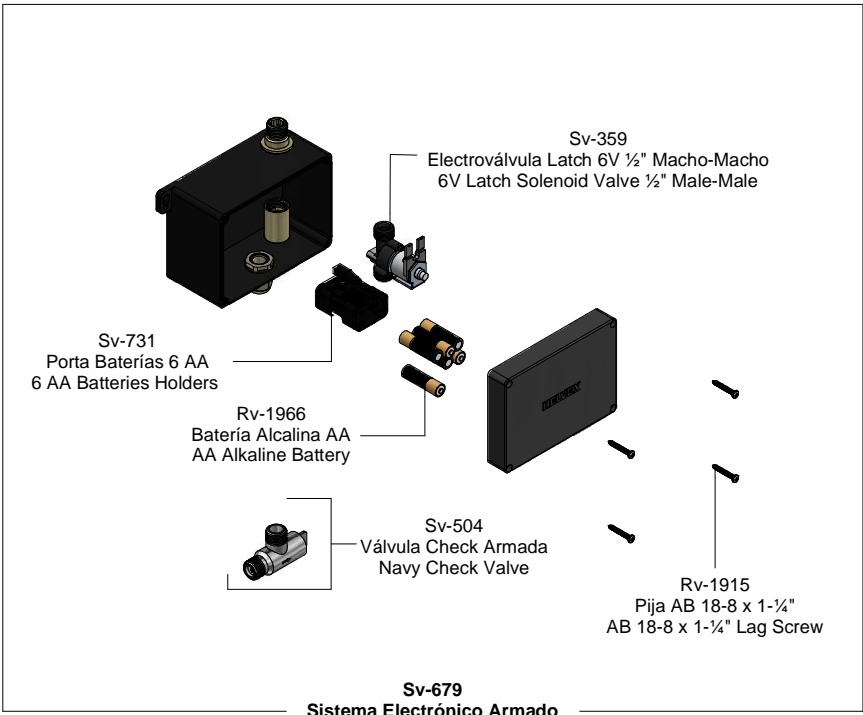 Sv-359
Electroválvula Latch 6V ½" Macho-Macho
6V Latch Solenoid Valve ½" Male-Male
Sv-731
Porta Baterías 6 AA
6 AA Batteries Holders
Rv-1966
Batería Alcalina AA
AA Alkaline Battery
HELVEX
Sv-504
Válvula Check Armada
Navy Check Valve
Rv-1915
Pija AB 18-8 x 1-¼"
AB 18-8 x 1-¼" Lag Screw
Sv-679
Sistema Electrónico Armado